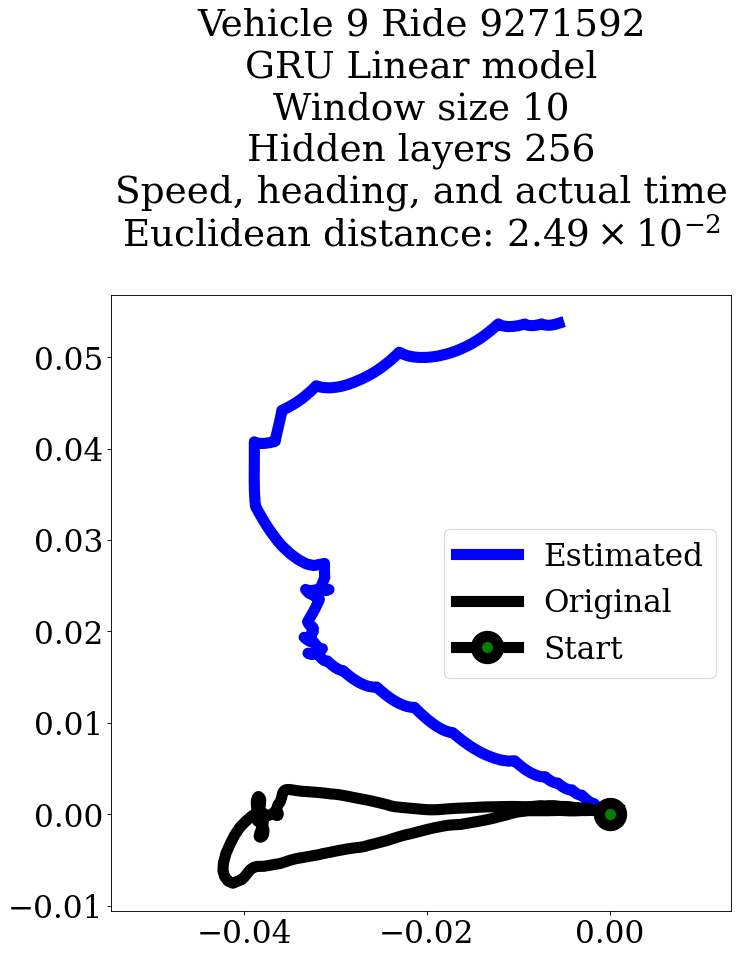 Vehicle 9 Ride 9271592
GRU Linear model
Window size 10
Hidden layers 256
Speed, heading, and actual time
Euclidean distance: 2.49 × 10⁻²
0.05
0.04
0.03
0.02
0.01
0.00
−0.01
Estimated
Original
Start
−0.04 −0.02 0.00